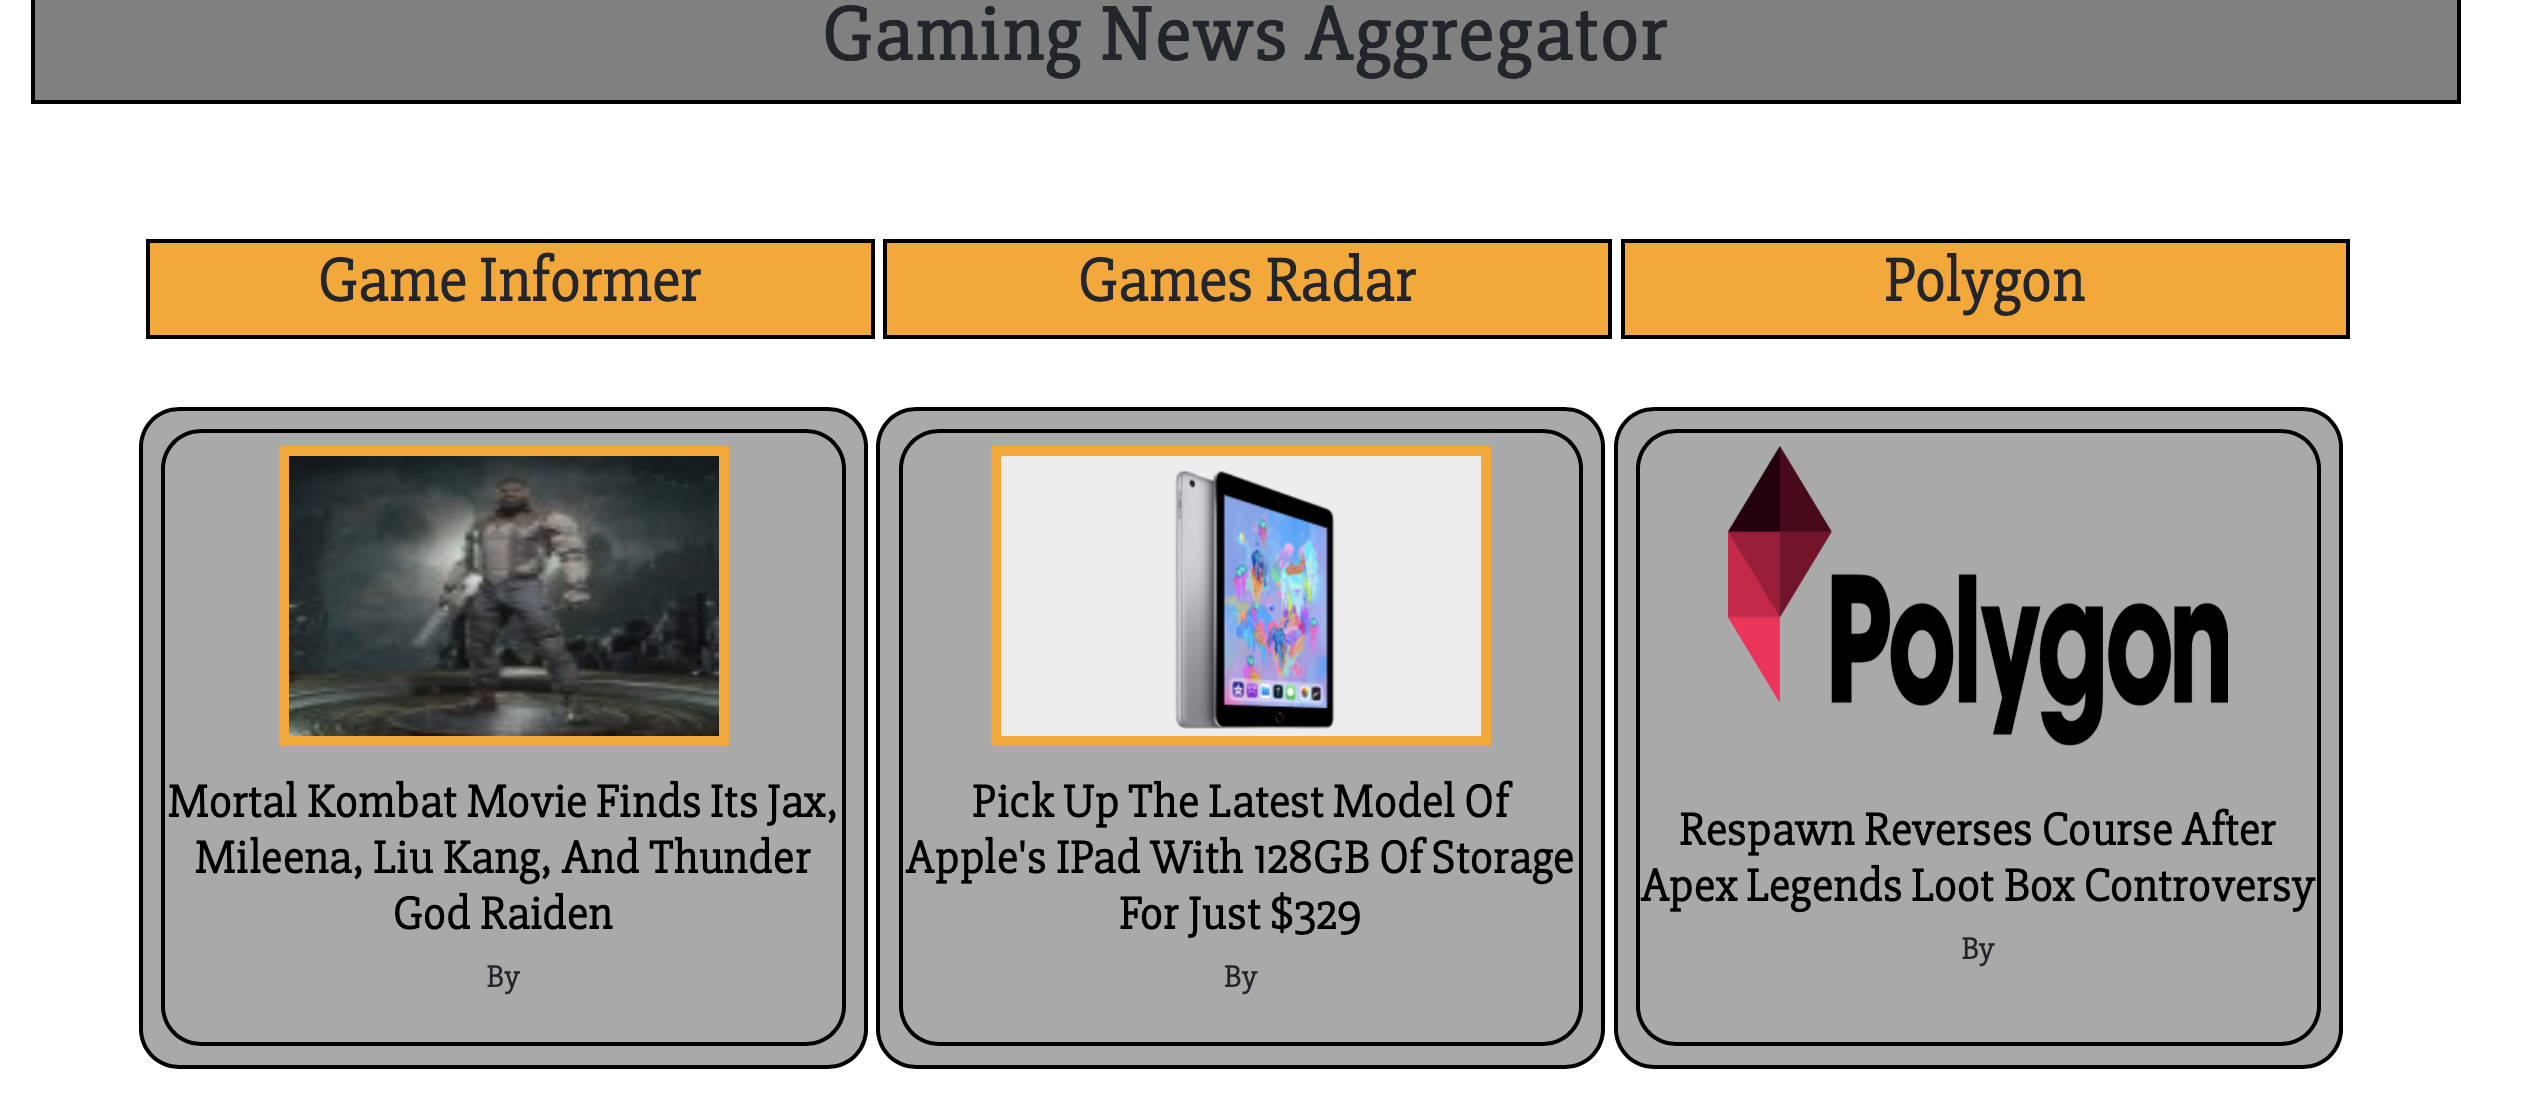 Gaming News Aggregator
Game Informer
Games Radar
Polygon
Mortal Kombat Movie Finds Its Jax,
Mileena, Liu Kang, And Thunder
God Raiden
By
Pick Up The Latest Model Of
Apple's IPad With 128GB Of Storage
For Just $329
By
Polygon
Respawn Reverses Course After
Apex Legends Loot Box Controversy
By